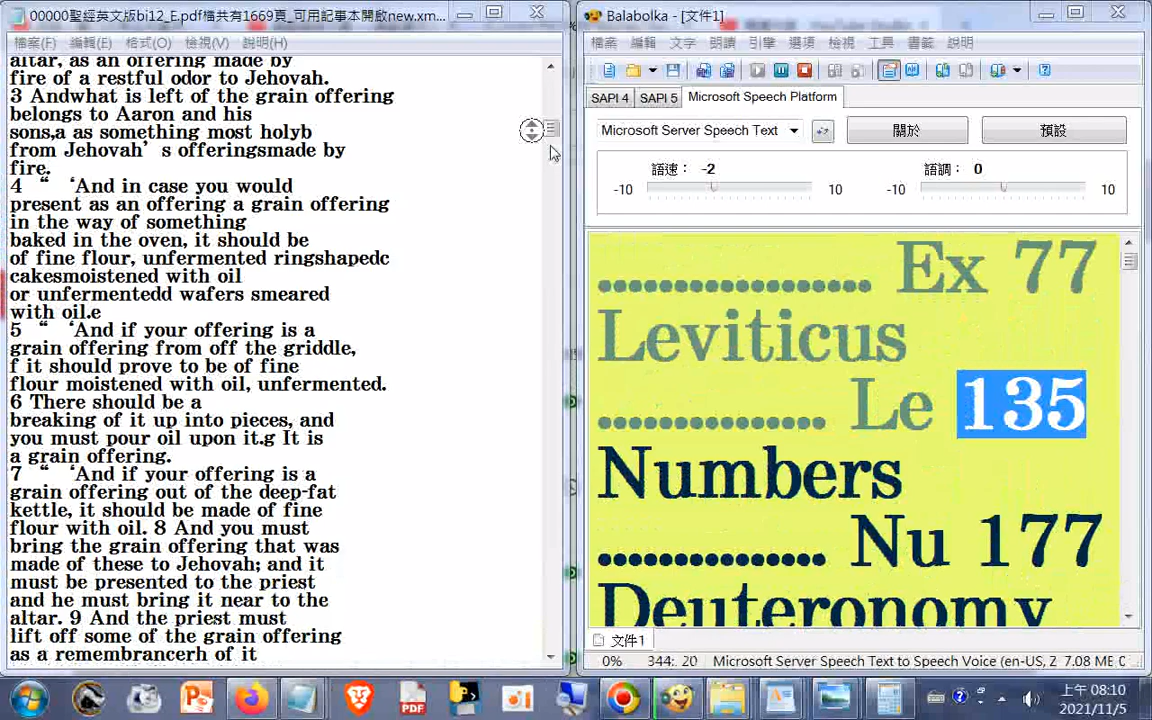 00000聖經英文版bi12_E.pdf檔共有1669頁_可用記事本開啟new.xm...
檔案(F) 編輯(E) 格式(O) 檢視(V) 說明(H)
altar, as an offering made by
fire of a restful odor to Jehovah.
3 Andwhat is left of the grain offering
belongs to Aaron and his
sons,a as something most holyb
from Jehovah’s offeringsmade by
fire.
4 “ ‘And in case you would
present as an offering a grain offering
in the way of something
baked in the oven, it should be
of fine flour, unfermented ringshapedc
cakesmoistened with oil
or unfermentedd wafers smeared
with oil.e
5 “ ‘And if your offering is a
grain offering from off the griddle,
f it should prove to be of fine
flour moistened with oil, unfermented.
6 There should be a
breaking of it up into pieces, and
you must pour oil upon it.g It is
a grain offering.
7 “ ‘And if your offering is a
grain offering out of the deep-fat
kettle, it should be made of fine
flour with oil. 8 And you must
bring the grain offering that was
made of these to Jehovah; and it
must be presented to the priest
and he must bring it near to the
altar. 9 And the priest must
lift off some of the grain offering
as a remembrancerh of it
Balabolka - [文件1]
檔案 編輯 文字 朗讀 引擎 選項 檢視 工具 書籤 說明
SAPI 4 SAPI 5 Microsoft Speech Platform
Microsoft Server Speech Text 關於 預設
語速： -2 語調： 0
-10 10 -10 10
.................. Ex 77
Leviticus
............... Le 135
Numbers
............... Nu 177
Deuteronomy
文件1
0% 344: 20 Microsoft Server Speech Text to Speech Voice (en-US, Z 7.08 ME
上午 08:10
2021/11/5